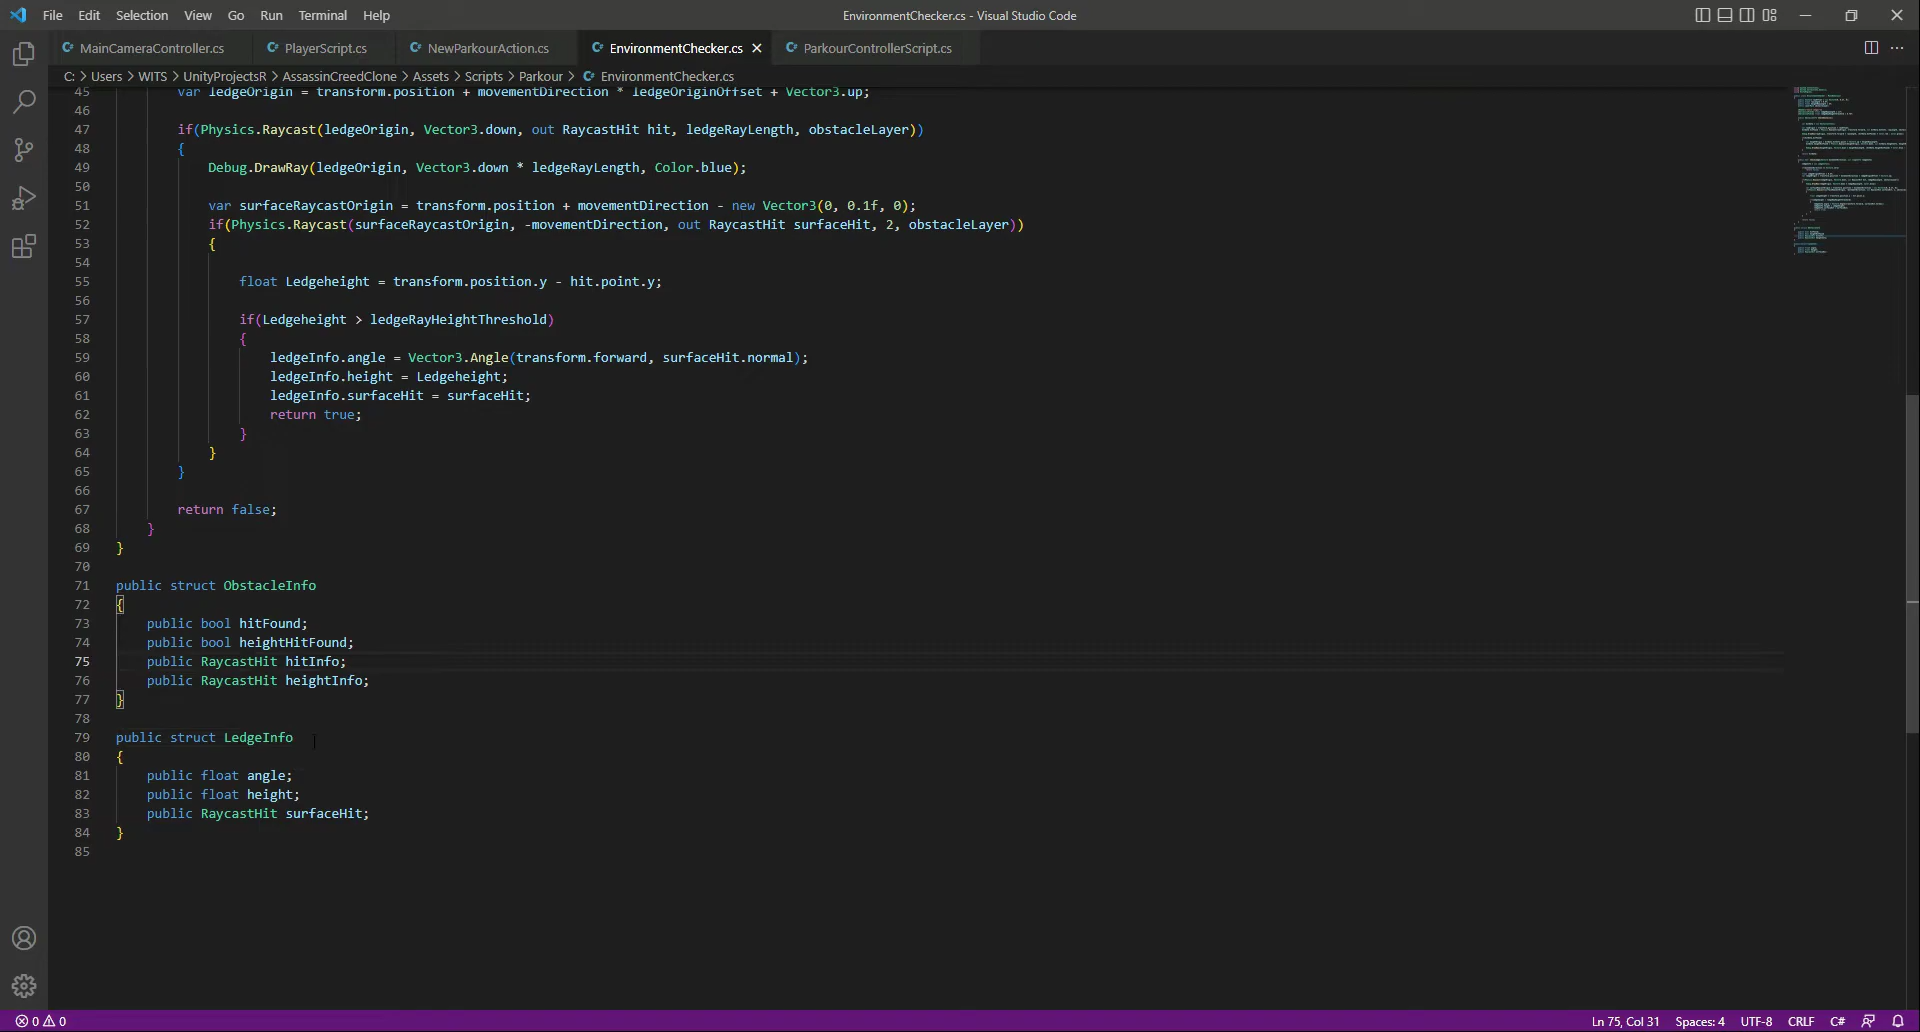 File Edit Selection View Go Run Terminal Help EnvironmentChecker.cs - Visual Studio Code
MainCameraController.cs PlayerScript.cs NewParkourAction.cs EnvironmentChecker.cs ParkourControllerScript.cs
C: > Users > WITS > UnityProjectsR > AssassinCreedClone > Assets > Scripts > Parkour > EnvironmentChecker.cs
45 var ledgeOrigin = transform.position + movementDirection * ledgeOriginOffset + Vector3.up;
46
47 if(Physics.Raycast(ledgeOrigin, Vector3.down, out RaycastHit hit, ledgeRayLength, obstacleLayer))
48 {
49 Debug.DrawRay(ledgeOrigin, Vector3.down * ledgeRayLength, Color.blue);
50
51 var surfaceRaycastOrigin = transform.position + movementDirection - new Vector3(0, 0.1f, 0);
52 if(Physics.Raycast(surfaceRaycastOrigin, -movementDirection, out RaycastHit surfaceHit, 2, obstacleLayer))
53 {
54
55 float Ledgeheight = transform.position.y - hit.point.y;
56
57 if(Ledgeheight > ledgeRayHeightThreshold)
58 {
59 ledgeInfo.angle = Vector3.Angle(transform.forward, surfaceHit.normal);
60 ledgeInfo.height = Ledgeheight;
61 ledgeInfo.surfaceHit = surfaceHit;
62 return true;
63 }
64 }
65 }
66
67 return false;
68 }
69 }
70
71 public struct ObstacleInfo
72 {
73 public bool hitFound;
74 public bool heightHitFound;
75 public RaycastHit hitInfo;
76 public RaycastHit heightInfo;
77 }
78
79 public struct LedgeInfo
80 {
81 public float angle;
82 public float height;
83 public RaycastHit surfaceHit;
84 }
85
0 0 Ln 75, Col 31 Spaces: 4 UTF-8 CRLF C#